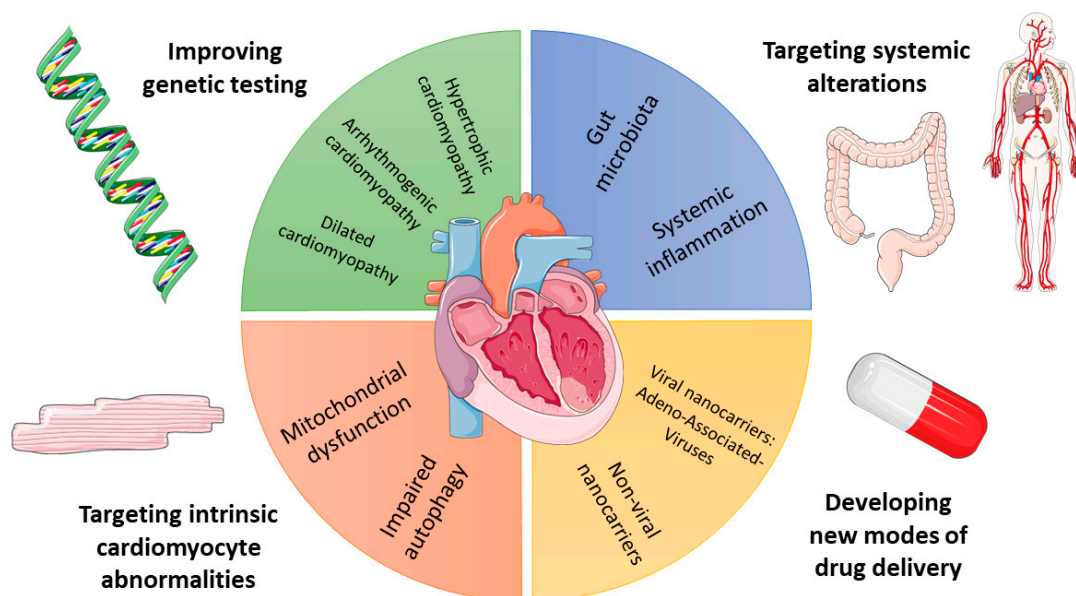 Improving
genetic testing
Hypertrophic
cardiomyopathy
Arrhythmogenic
cardiomyopathy
Dilated
cardiomyopathy
Gut
microbiota
Systemic
inflammation
Targeting systemic
alterations
Mitochondrial
dysfunction
Impaired
autophagy
Targeting intrinsic
cardiomyocyte
abnormalities
Viral nanocarriers:
Adeno-Associated-
Viruses
Non-viral
nanocarriers
Developing
new modes of
drug delivery